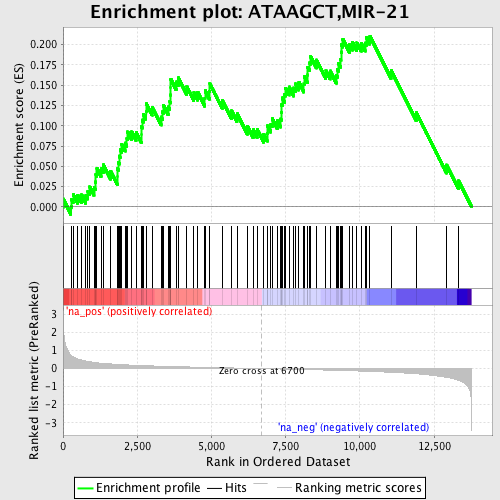 Enrichment plot: ATAAGCT,MIR-21
Enrichment score (ES)
0.200
0.175
0.150
0.125
0.100
0.075
0.050
0.025
0.000
'na_pos' (positively correlated)
Ranked list metric (PreRanked)
3
2
1
0
-1
-2
-3
Zero cross at 6700
'na_neg' (negatively correlated)
0
2,500
5,000
7,500
10,000
12,500
Rank in Ordered Dataset
Enrichment profile
Hits
Ranking metric scores